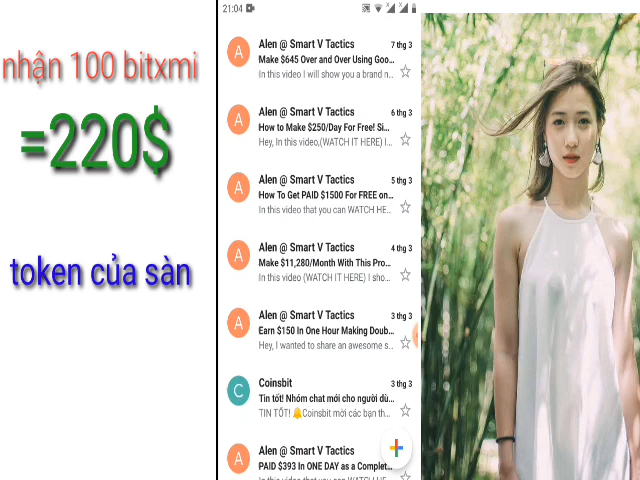 nhận 100 bitxmi
=220$
token của sàn
21:04
Alen @ Smart V Tactics 7 thg 3
Make $645 Over and Over Using Goo...
In this video I will show you a brand n...
Alen @ Smart V Tactics 6 thg 3
How to Make $250/Day For Free! Si...
Hey, In this video,(WATCH IT HERE) I...
Alen @ Smart V Tactics 5 thg 3
How To Get PAID $1500 For FREE on...
In this video that you can WATCH HE...
Alen @ Smart V Tactics 4 thg 3
Make $11,280/Month With This Pro...
In this video (WATCH IT HERE) I sho...
Alen @ Smart V Tactics 3 thg 3
Earn $150 In One Hour Making Doub...
Hey, I wanted to share an awesome s...
Coinsbit 3 thg 3
Tin tốt! Nhóm chat mới cho người dù...
TIN TỐT! 🔔Coinsbit mời các bạn th...
Alen @ Smart V Tactics
PAID $393 In ONE DAY as a Complet...